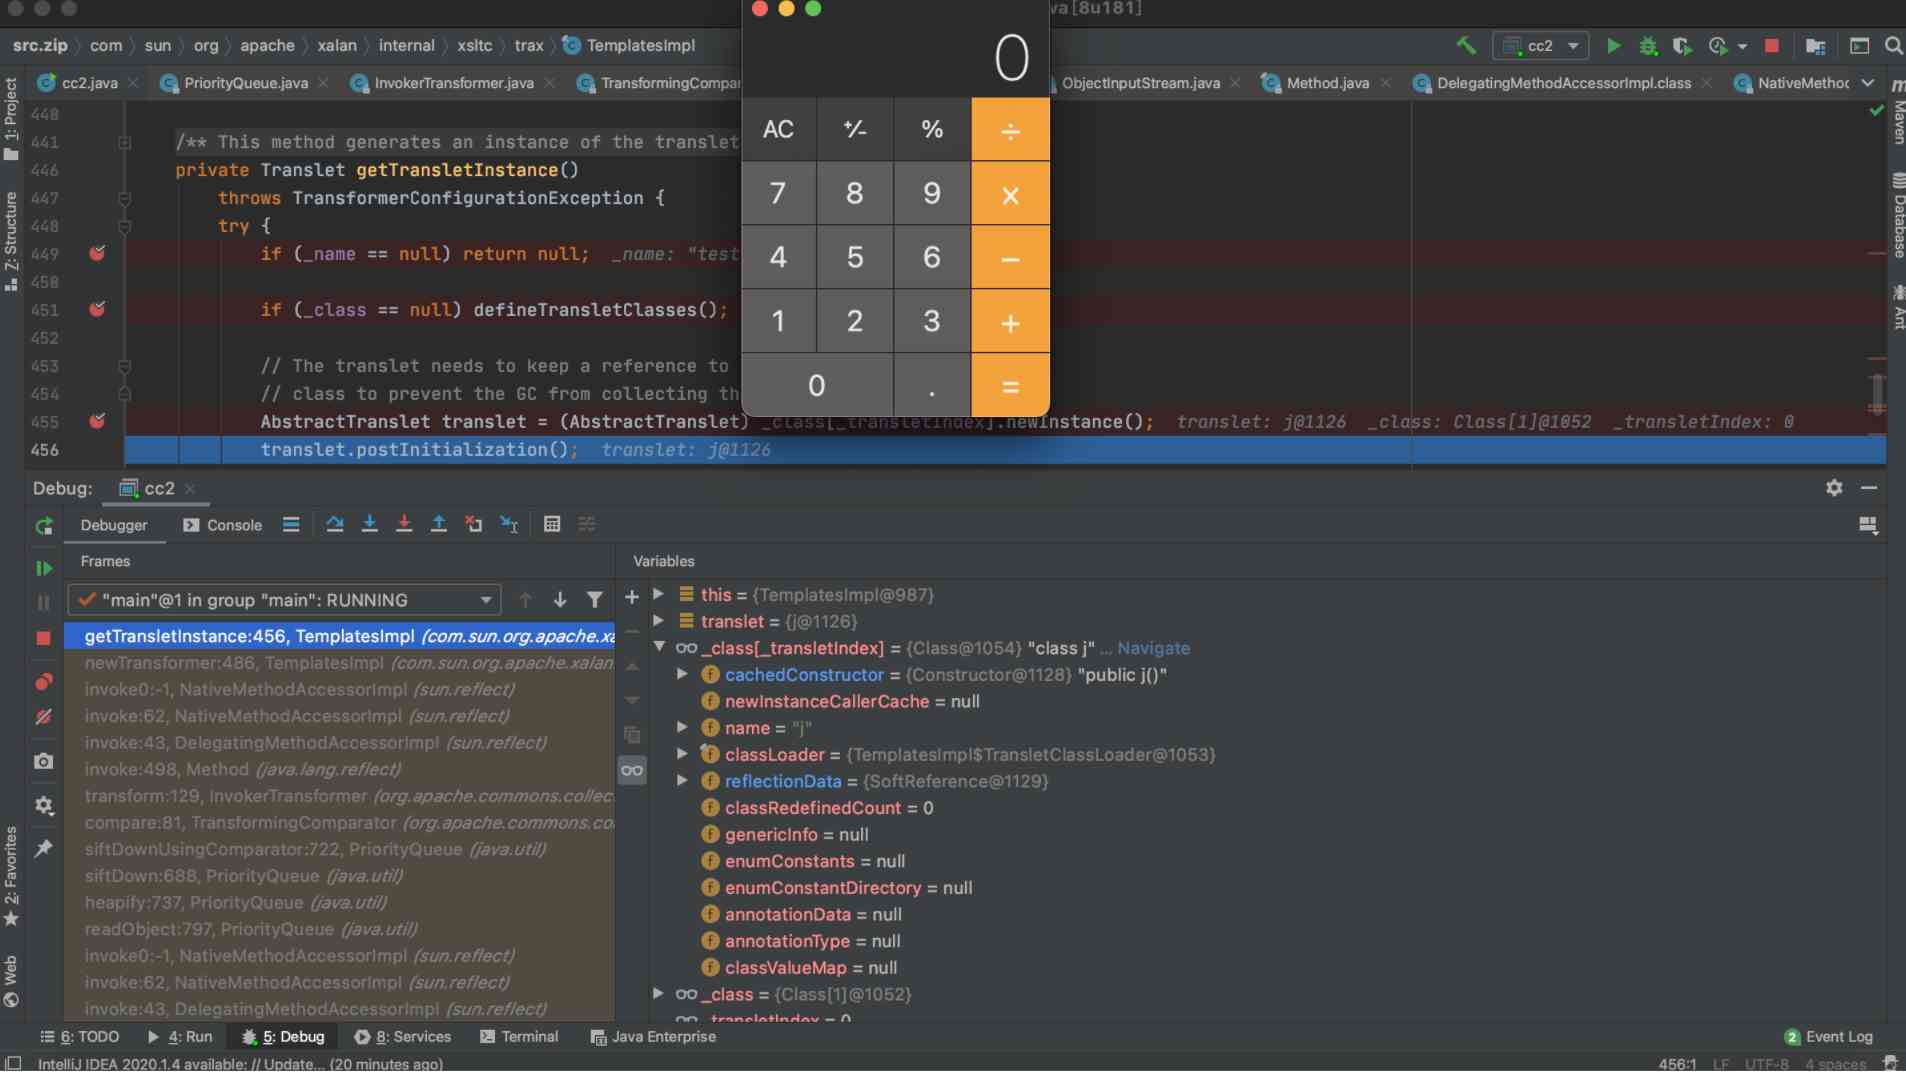 va [8u181]
src.zip com sun org apache xalan internal xsltc trax TemplatesImpl
cc2
cc2.java PriorityQueue.java InvokerTransformer.java TransformingCompar ObjectInputStream.java Method.java DelegatingMethodAccessorImpl.class NativeMethoc
0
AC +/- % ÷
7 8 9 ×
4 5 6 −
1 2 3 +
0 . =
440
441 /** This method generates an instance of the translet
446 private Translet getTransletInstance()
447 throws TransformerConfigurationException {
448 try {
449 if (_name == null) return null; _name: "test
450
451 if (_class == null) defineTransletClasses();
452
453 // The translet needs to keep a reference to
454 // class to prevent the GC from collecting th
455 AbstractTranslet translet = (AbstractTranslet) _class[_transletIndex].newInstance(); translet: j@1126 _class: Class[1]@1052 _transletIndex: 0
456 translet.postInitialization(); translet: j@1126
1: Project
7: Structure
2: Favorites
Web
Maven
Database
Ant
Debug: cc2
Debugger Console
Frames
"main"@1 in group "main": RUNNING
getTransletInstance:456, TemplatesImpl (com.sun.org.apache.xa
newTransformer:486, TemplatesImpl (com.sun.org.apache.xalan
invoke0:-1, NativeMethodAccessorImpl (sun.reflect)
invoke:62, NativeMethodAccessorImpl (sun.reflect)
invoke:43, DelegatingMethodAccessorImpl (sun.reflect)
invoke:498, Method (java.lang.reflect)
transform:129, InvokerTransformer (org.apache.commons.collec
compare:81, TransformingComparator (org.apache.commons.co
siftDownUsingComparator:722, PriorityQueue (java.util)
siftDown:688, PriorityQueue (java.util)
heapify:737, PriorityQueue (java.util)
readObject:797, PriorityQueue (java.util)
invoke0:-1, NativeMethodAccessorImpl (sun.reflect)
invoke:62, NativeMethodAccessorImpl (sun.reflect)
invoke:43, DelegatingMethodAccessorImpl (sun.reflect)
Variables
this = {TemplatesImpl@987}
translet = {j@1126}
_class[_transletIndex] = {Class@1054} "class j" ... Navigate
cachedConstructor = {Constructor@1128} "public j()"
newInstanceCallerCache = null
name = "j"
classLoader = {TemplatesImpl$TransletClassLoader@1053}
reflectionData = {SoftReference@1129}
classRedefinedCount = 0
genericInfo = null
enumConstants = null
enumConstantDirectory = null
annotationData = null
annotationType = null
classValueMap = null
_class = {Class[1]@1052}
_transletIndex = 0
6: TODO 4: Run 5: Debug 8: Services Terminal Java Enterprise 2 Event Log
IntelliJ IDEA 2020.1.4 available: // Update... (20 minutes ago) 456:1 LF UTF-8 4 spaces